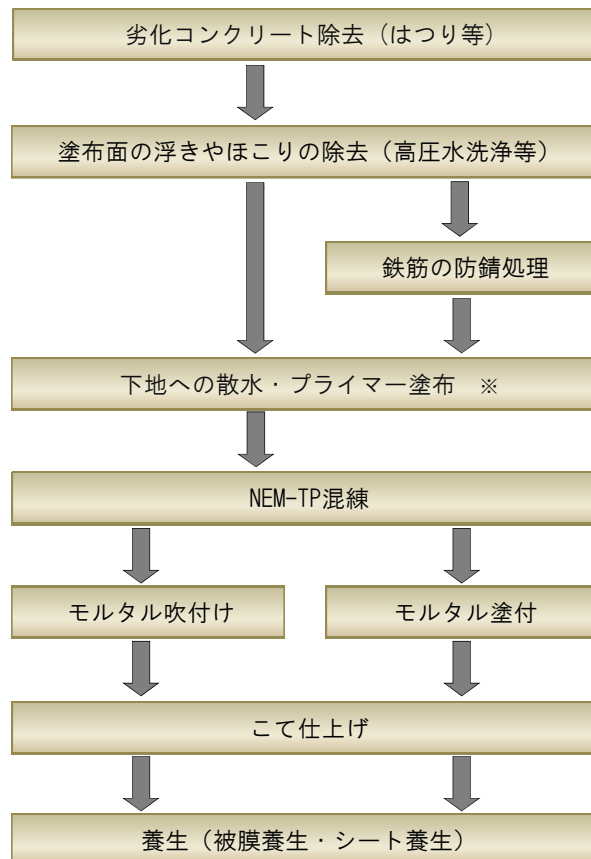 劣化コンクリート除去（はつり等）
塗布面の浮きやほこりの除去（高圧水洗浄等）
鉄筋の防錆処理
下地への散水・プライマー塗布　※
NEM-TP混練
モルタル吹付け
モルタル塗付
こて仕上げ
養生（被膜養生・シート養生）